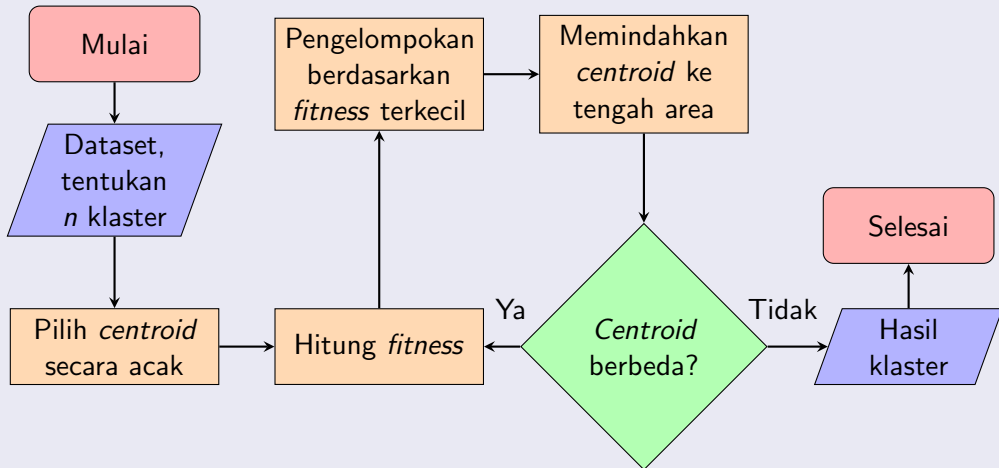 Mulai
Dataset,
tentukan
n klaster
Pilih centroid
secara acak
Hitung fitness
Pengelompokan
berdasarkan
fitness terkecil
Memindahkan
centroid ke
tengah area
Centroid
berbeda?
Ya
Tidak
Hasil
klaster
Selesai